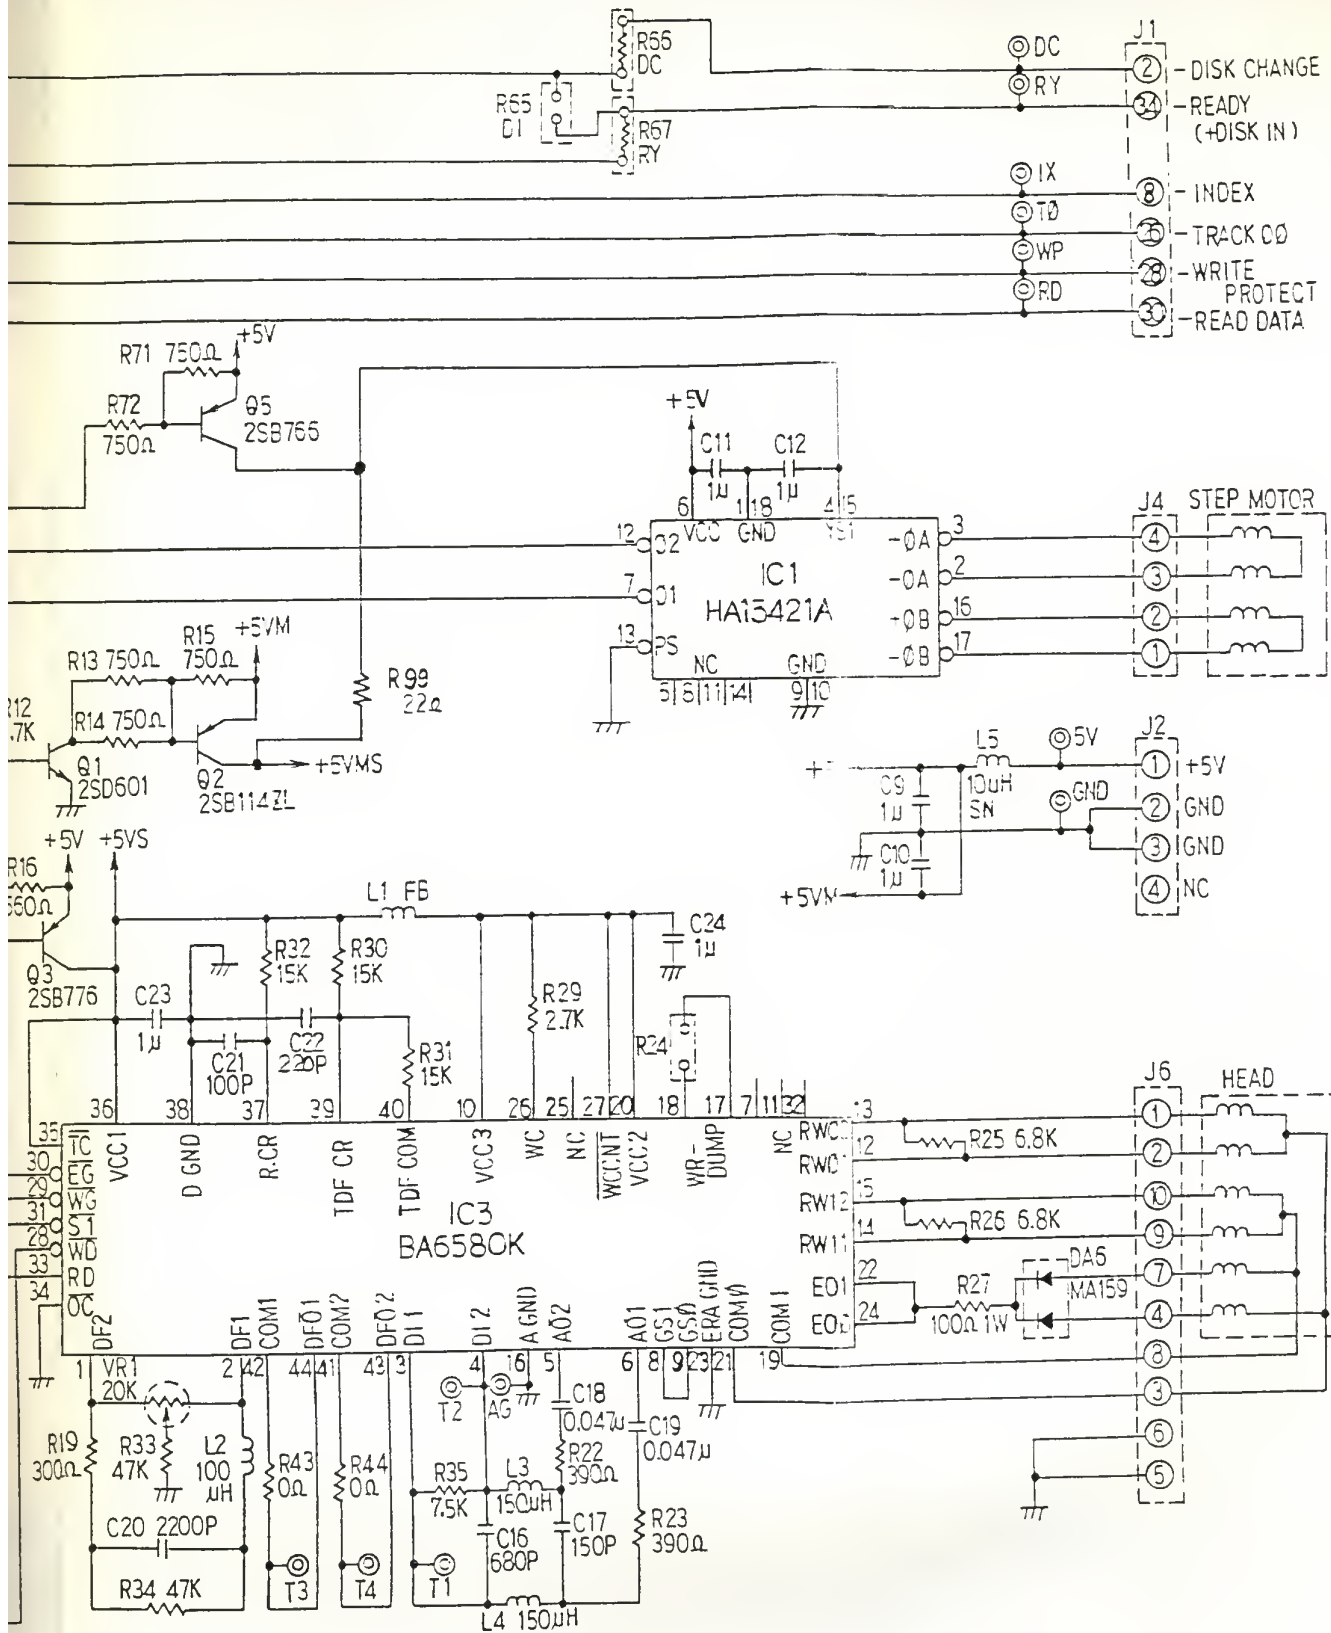 J1
R66
DC
DC
2
-DISK CHANGE
RY
R65
D1
R67
RY
34
-READY
(+DISK IN)
IX
8
-INDEX
TØ
26
-TRACK 0Ø
WP
28
-WRITE
PROTECT
RD
30
-READ DATA
+5V
R71 750Ω
R72
750Ω
Q5
2SB766
+5V
C11
1μ
C12
1μ
6
1
18
4
15
VCC
GND
12
7
13
PS
IC1
HA13421A
NC
GND
5
8
11
14
9
10
3
2
16
+ØB
17
-ØB
J4
4
3
2
1
STEP MOTOR
R13 750Ω
R15
750Ω
+5VM
R14 750Ω
.7K
Q1
2SD601
Q2
+5VMS
R99
22Ω
C9
1μ
C10
1μ
+5VM
L5
10μH
SN
5V
GND
J2
1
+5V
2
GND
3
GND
4
NC
+5V
+5VS
R16
Q3
2SB776
L1 FB
C24
1μ
R32
15K
R30
15K
C23
1μ
C21
100P
C22
220P
R31
15K
R29
2.7K
R24
36
38
37
39
40
10
26
25
27
20
18
17
7
11
32
VCC1
D GND
R.CR
TDF CR
TDF COM
VCC3
WC
NC
WCCNT
VCC2
WR-
DUMP
NC
35
TC
30
EG
29
WG
31
S1
28
WD
33
RD
34
OC
IC3
BA6580K
13
12
15
RW12
14
RW11
22
EO1
24
R25 6.8K
R26 6.8K
R27
100Ω 1W
DA6
MA159
J6
1
2
10
9
7
4
8
3
6
5
HEAD
DF2
DF1
COM1
DFO1
COM2
DFO2
DI1
DI2
A GND
AO2
AO1
GS1
GSØ
ERA GND
COMØ
COM1
1
2
42
44
41
43
3
4
16
5
6
8
9
23
21
19
VR1
20K
R19
300Ω
R33
47K
L2
100
μH
C20 2200P
R34 47K
R43
0Ω
R44
0Ω
T3
T4
T1
T2
AG
R35
7.5K
L3
150μH
C16
680P
C17
150P
C18
0.047μ
R22
390Ω
C19
0.047μ
R23
390Ω
L4 150μH